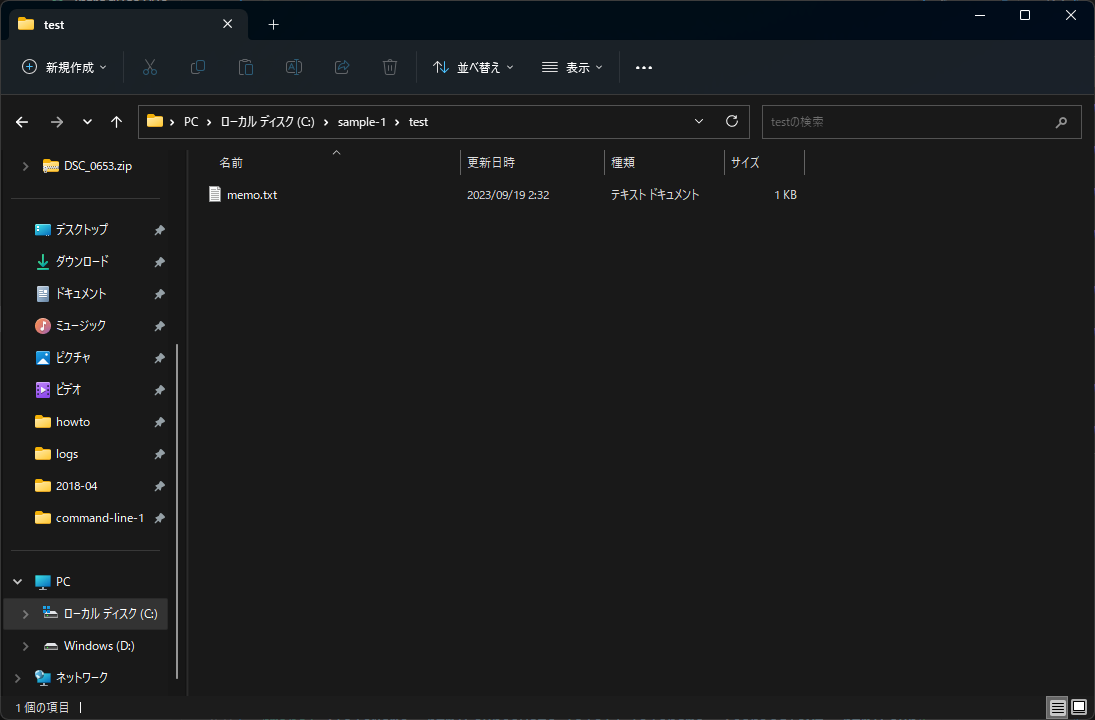 test
新規作成
並べ替え
表示
PC
ローカル ディスク (C:)
sample-1
test
testの検索
DSC_0653.zip
デスクトップ
ダウンロード
ドキュメント
ミュージック
ピクチャ
ビデオ
howto
logs
2018-04
command-line-1
PC
ローカル ディスク (C:)
Windows (D:)
ネットワーク
名前 更新日時 種類 サイズ
memo.txt 2023/09/19 2:32 テキスト ドキュメント 1 KB
1 個の項目